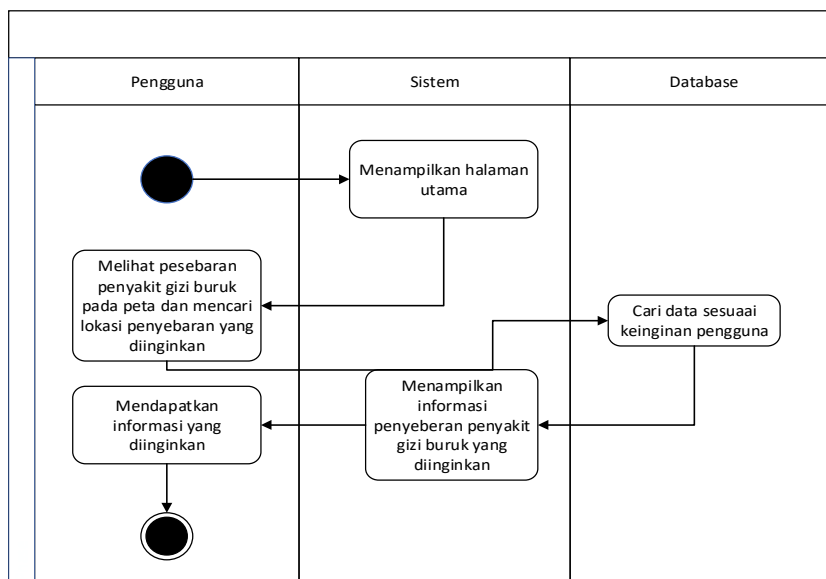 Pengguna
Sistem
Database
Menampilkan halaman
utama
Melihat pesebaran
penyakit gizi buruk
pada peta dan mencari
lokasi penyebaran yang
diinginkan
Cari data sesuaai
keinginan pengguna
Menampilkan
informasi
penyeberan penyakit
gizi buruk yang
diinginkan
Mendapatkan
informasi yang
diinginkan